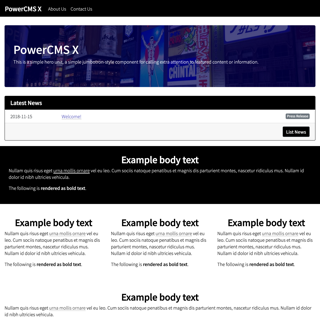 PowerCMS X About Us Contact Us
PowerCMS X
This is example hero unit, a simple jumbotron-style component for calling extra attention to featured content or information.
Latest News
2018-11-15 Welcome! Press Release
List News
Example body text
Nullam quis risus eget urna mollis ornare vel eu leo. Cum sociis natoque penatibus et magnis dis parturient montes, nascetur ridiculus mus. Nullam id dolor id nibh ultricies vehicula.
The following is rendered as bold text.
Example body text
Nullam quis risus eget urna mollis ornare vel eu leo. Cum sociis natoque penatibus et magnis dis parturient montes, nascetur ridiculus mus. Nullam id dolor id nibh ultricies vehicula.
The following is rendered as bold text.
Example body text
Nullam quis risus eget urna mollis ornare vel eu leo. Cum sociis natoque penatibus et magnis dis parturient montes, nascetur ridiculus mus. Nullam id dolor id nibh ultricies vehicula.
The following is rendered as bold text.
Example body text
Nullam quis risus eget urna mollis ornare vel eu leo. Cum sociis natoque penatibus et magnis dis parturient montes, nascetur ridiculus mus. Nullam id dolor id nibh ultricies vehicula.
The following is rendered as bold text.
Example body text
Nullam quis risus eget urna mollis ornare vel eu leo. Cum sociis natoque penatibus et magnis dis parturient montes, nascetur ridiculus mus. Nullam id dolor id nibh ultricies vehicula.